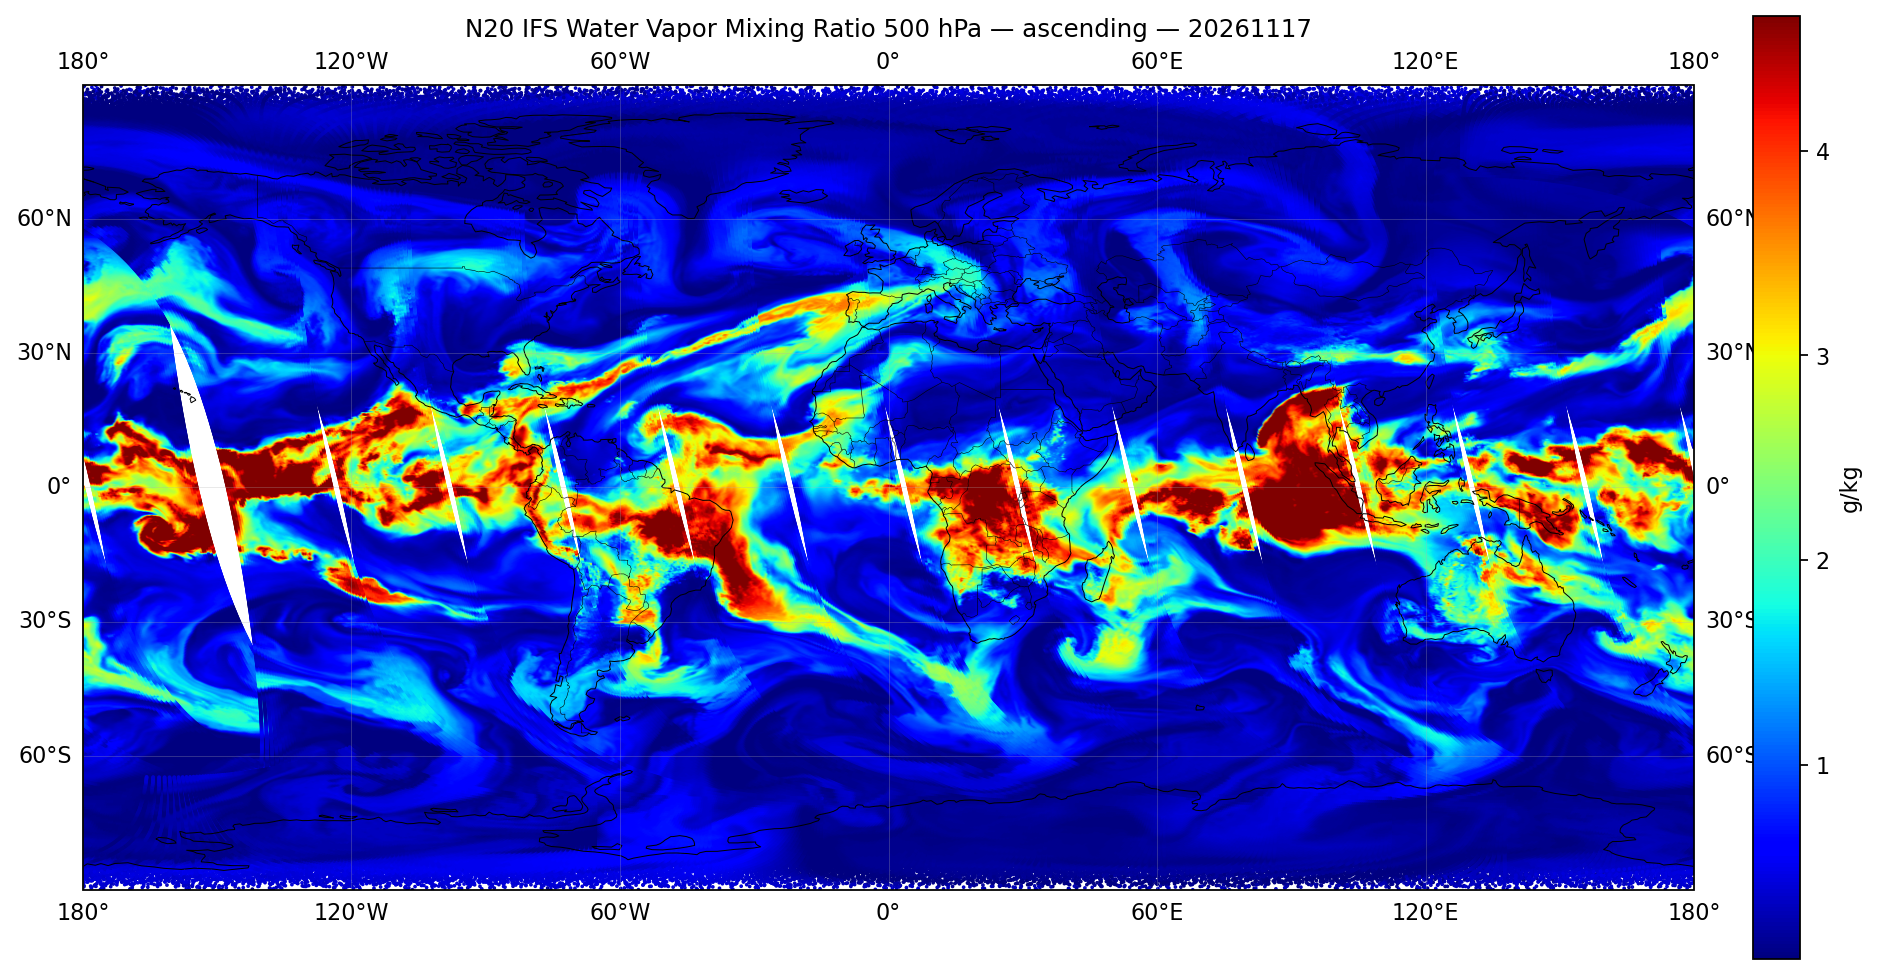 N20 IFS Water Vapor Mixing Ratio 500 hPa — ascending — 20261117
180° 120°W 60°W 0° 60°E 120°E 180°
60°N 60°N
30°N 30°N
0° 0°
30°S 30°S
60°S 60°S
180° 120°W 60°W 0° 60°E 120°E 180°
4
3
2
1
g/kg